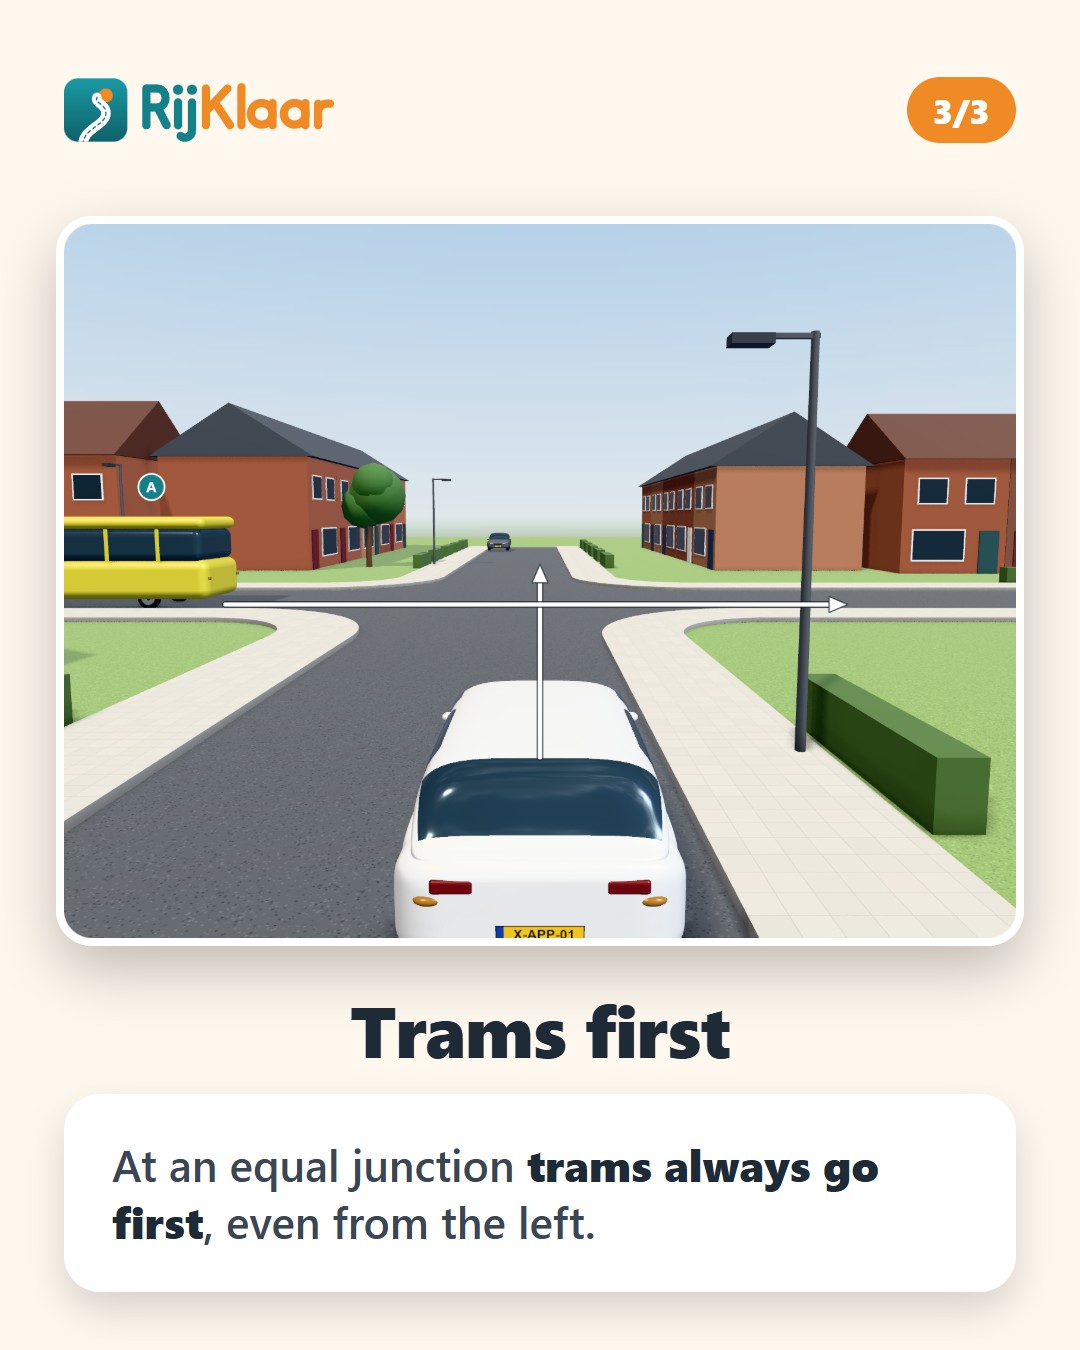 RijKlaar
3/3
A
X-APP-01
Trams first
At an equal junction trams always go
first, even from the left.